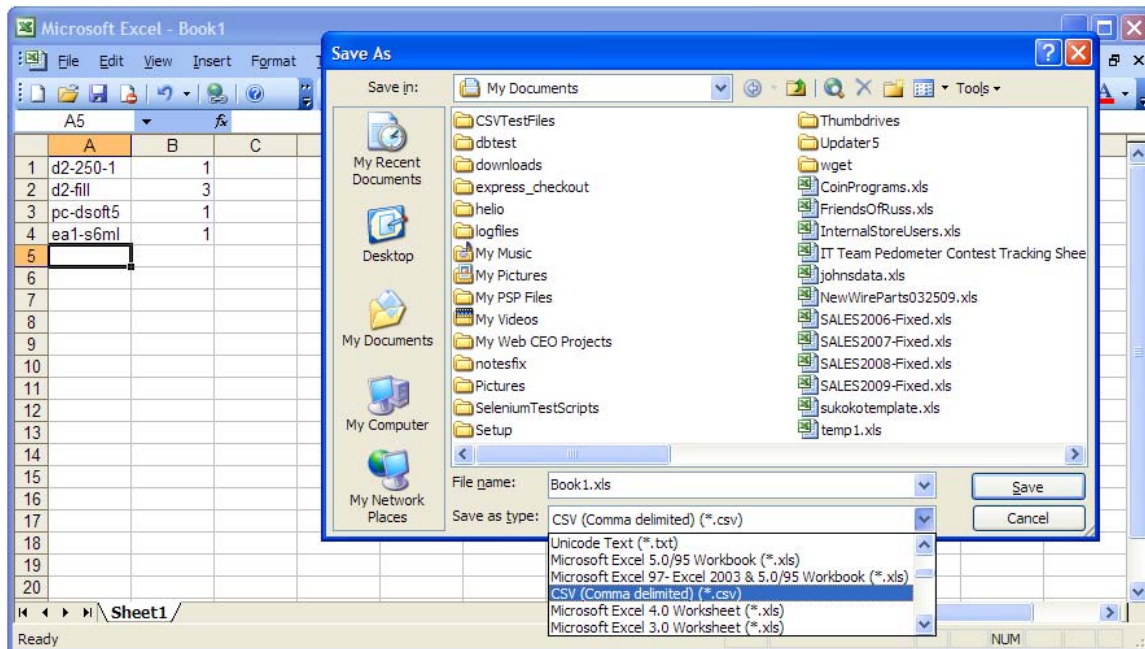 Microsoft Excel - Book1
File Edit View Insert Format
A5 fx
A B C
1 d2-250-1 1
2 d2-fill 3
3 pc-dsoft5 1
4 ea1-s6ml 1
5
6
7
8
9
10
11
12
13
14
15
16
17
18
19
20
Sheet1
Ready
NUM
Save As
Save in: My Documents Tools
My Recent Documents
Desktop
My Documents
My Computer
My Network Places
CSVTestFiles
dbtest
downloads
express_checkout
helio
logfiles
My Music
My Pictures
My PSP Files
My Videos
My Web CEO Projects
notesfix
Pictures
SeleniumTestScripts
Setup
Thumbdrives
Updater5
wget
CoinPrograms.xls
FriendsOfRuss.xls
InternalStoreUsers.xls
IT Team Pedometer Contest Tracking Shee
johnsdata.xls
NewWireParts032509.xls
SALES2006-Fixed.xls
SALES2007-Fixed.xls
SALES2008-Fixed.xls
SALES2009-Fixed.xls
sukokotemplate.xls
temp1.xls
File name: Book1.xls Save
Save as type: CSV (Comma delimited) (*.csv) Cancel
Unicode Text (*.txt)
Microsoft Excel 5.0/95 Workbook (*.xls)
Microsoft Excel 97- Excel 2003 & 5.0/95 Workbook (*.xls)
CSV (Comma delimited) (*.csv)
Microsoft Excel 4.0 Worksheet (*.xls)
Microsoft Excel 3.0 Worksheet (*.xls)